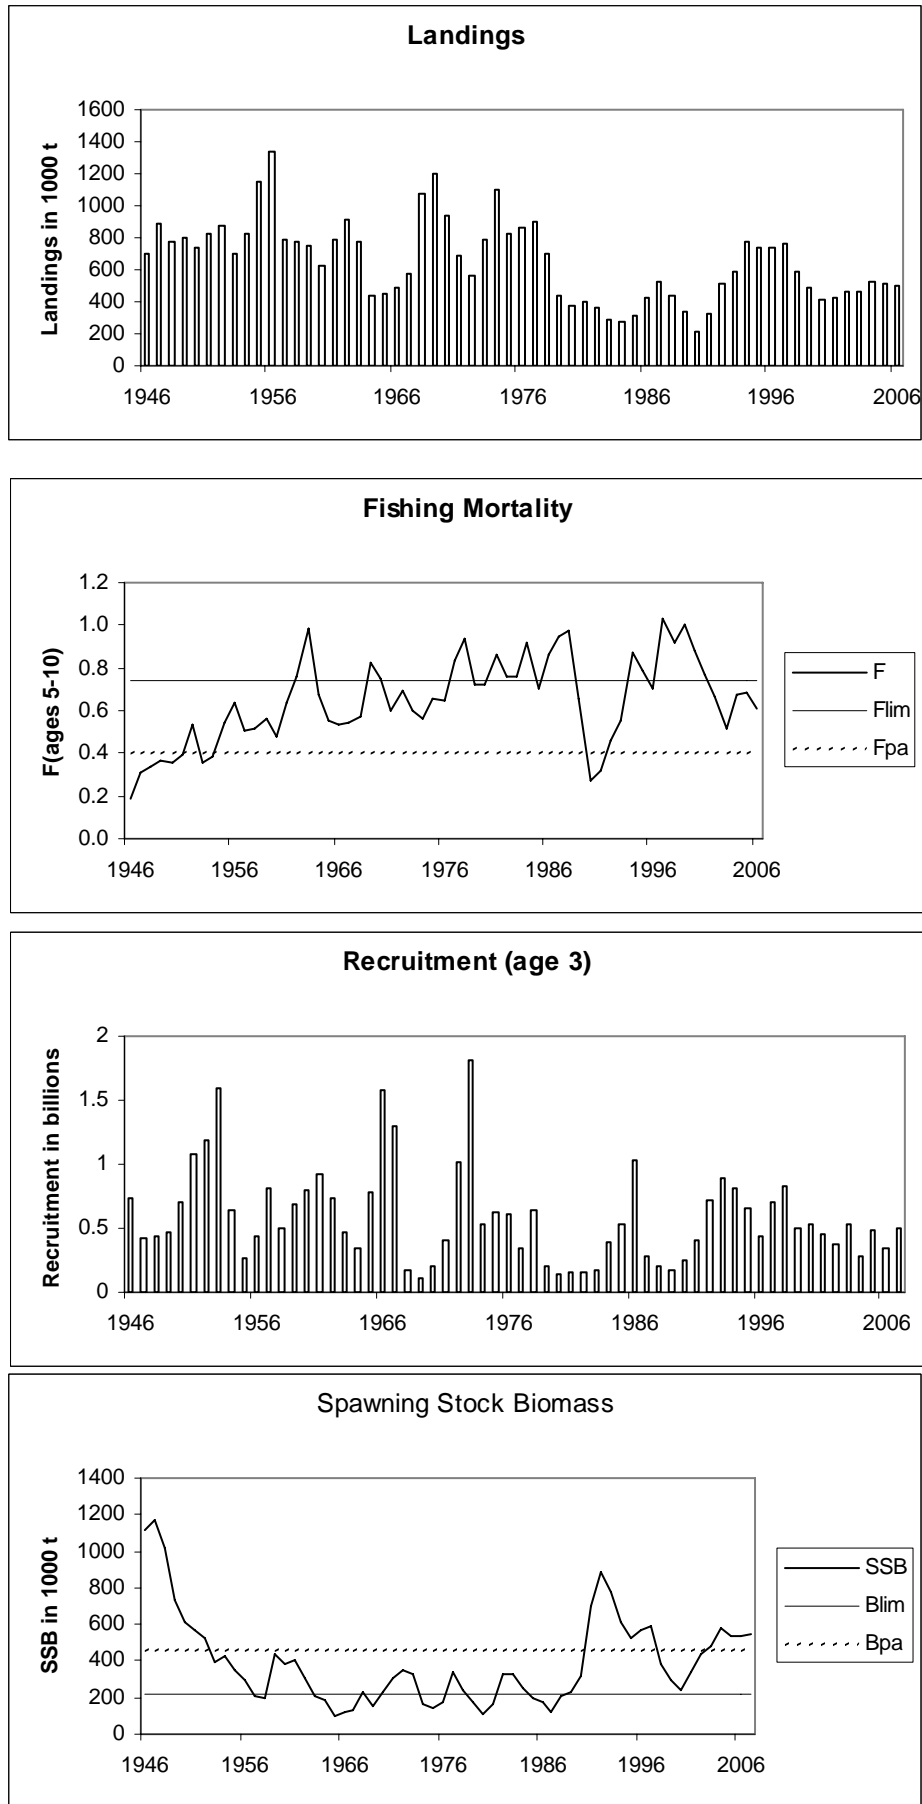 Landings
Landings in 1000 t
1600
1400
1200
1000
800
600
400
200
0
1946 1956 1966 1976 1986 1996 2006
Fishing Mortality
F(ages 5-10)
1.2
1.0
0.8
0.6
0.4
0.2
0.0
1946 1956 1966 1976 1986 1996 2006
F
Flim
Fpa
Recruitment (age 3)
Recruitment in billions
2
1.5
1
0.5
0
1946 1956 1966 1976 1986 1996 2006
Spawning Stock Biomass
SSB in 1000 t
1400
1200
1000
800
600
400
200
0
1946 1956 1966 1976 1986 1996 2006
SSB
Blim
Bpa